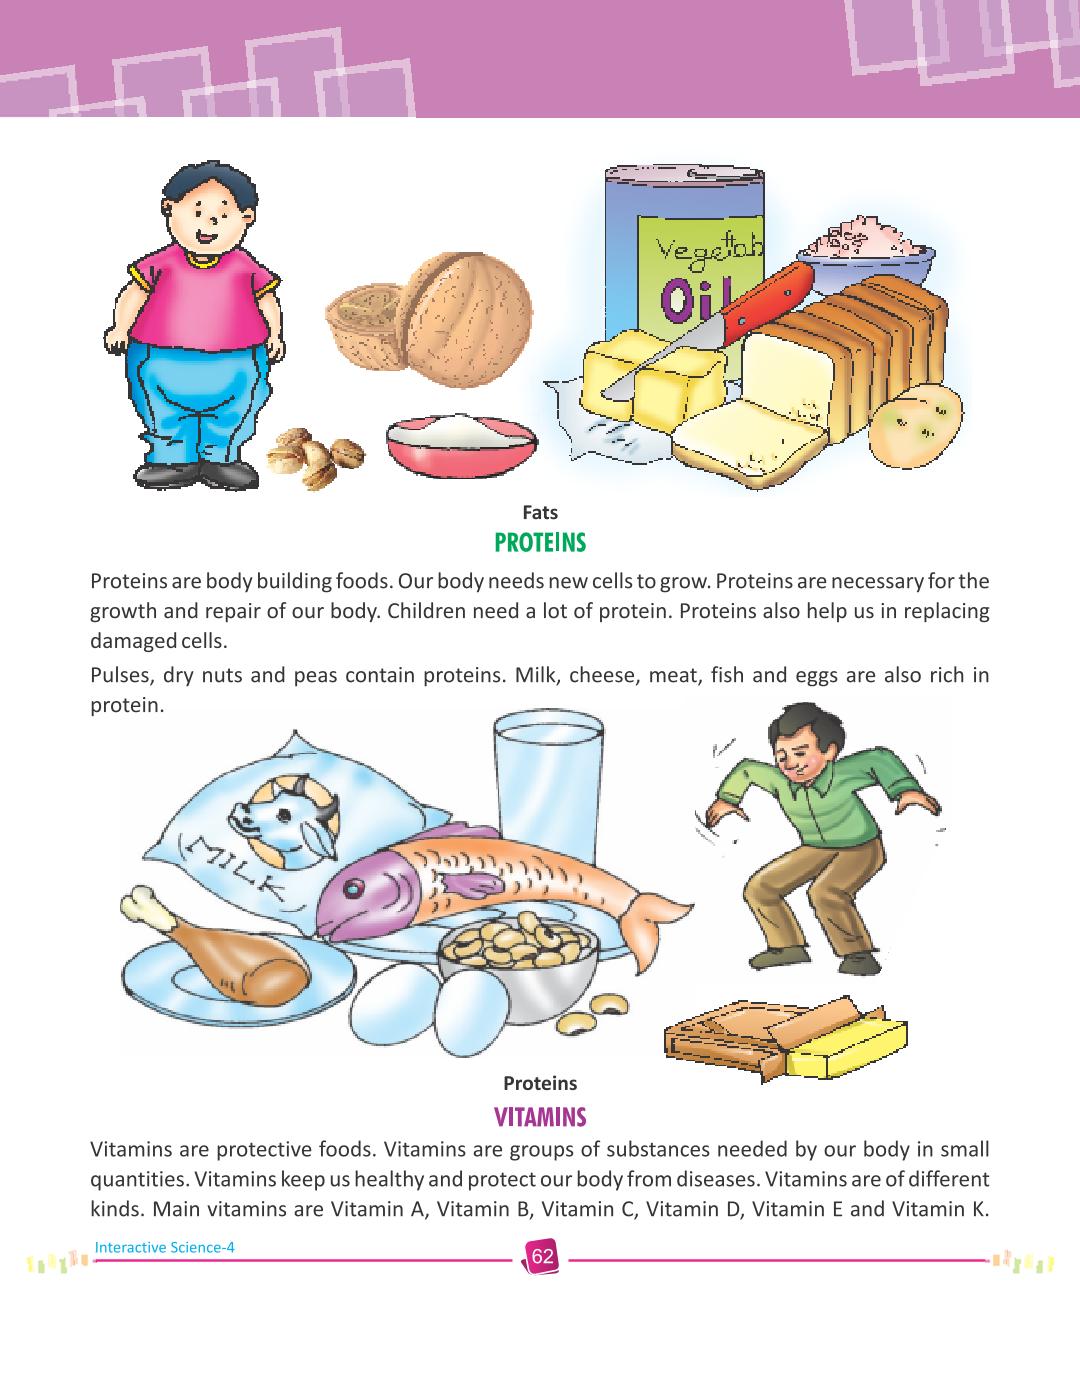 Vegetab
Oil
Fats
PROTEINS
Proteins are body building foods. Our body needs new cells to grow. Proteins are necessary for the
growth and repair of our body. Children need a lot of protein. Proteins also help us in replacing
damaged cells.
Pulses, dry nuts and peas contain proteins. Milk, cheese, meat, fish and eggs are also rich in
protein.
MILK
Proteins
VITAMINS
Vitamins are protective foods. Vitamins are groups of substances needed by our body in small
quantities. Vitamins keep us healthy and protect our body from diseases. Vitamins are of different
kinds. Main vitamins are Vitamin A, Vitamin B, Vitamin C, Vitamin D, Vitamin E and Vitamin K.
Interactive Science-4
62